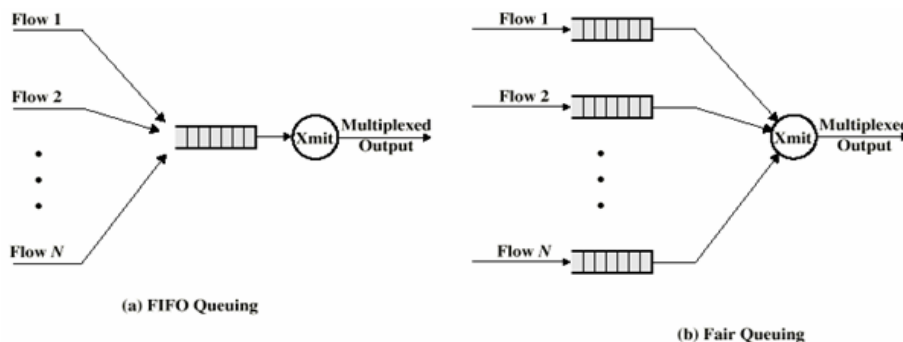 Flow 1
Flow 2
Flow N
Xmit
Multiplexed
Output
(a) FIFO Queuing
Flow 1
Flow 2
Flow N
Xmit
Multiplexed
Output
(b) Fair Queuing